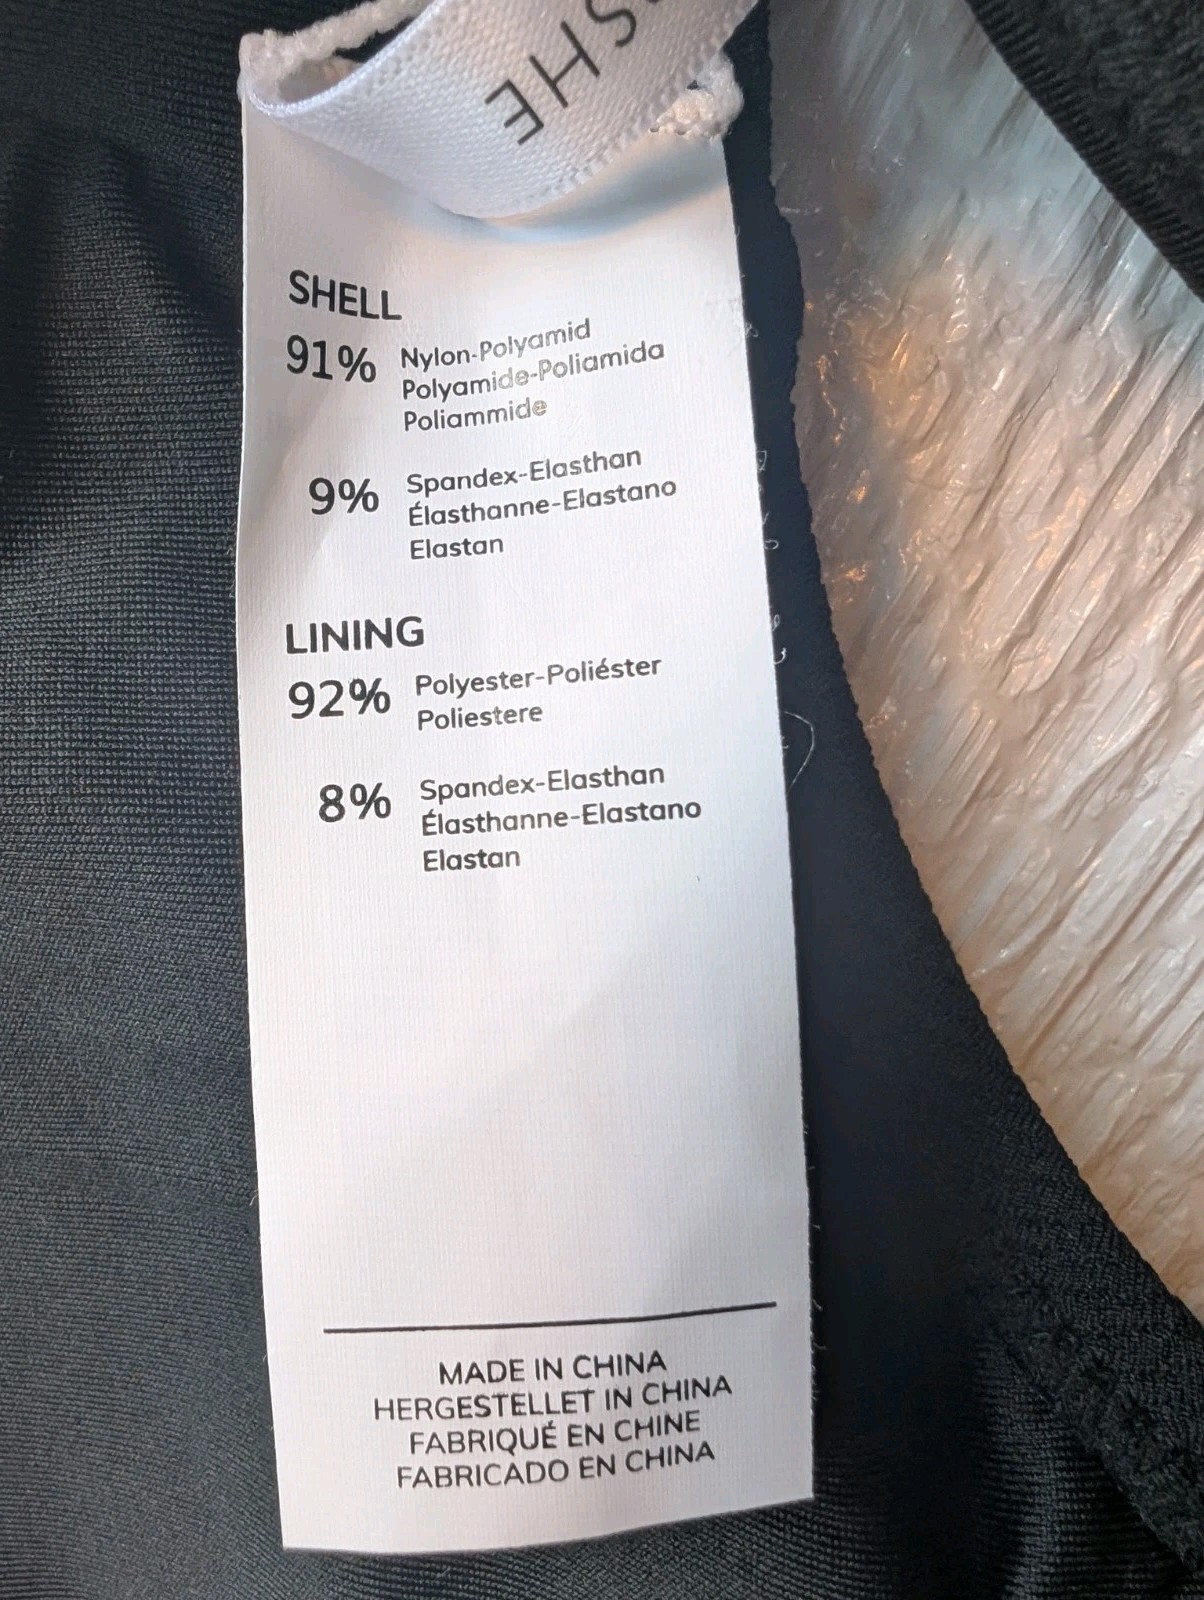 SHE
SHELL
91% Nylon-Polyamid
Polyamide-Poliamida
Poliammide
9% Spandex-Elasthan
Élasthanne-Elastano
Elastan
LINING
92% Polyester-Poliéster
Poliestere
8% Spandex-Elasthan
Élasthanne-Elastano
Elastan
MADE IN CHINA
HERGESTELLET IN CHINA
FABRIQUÉ EN CHINE
FABRICADO EN CHINA